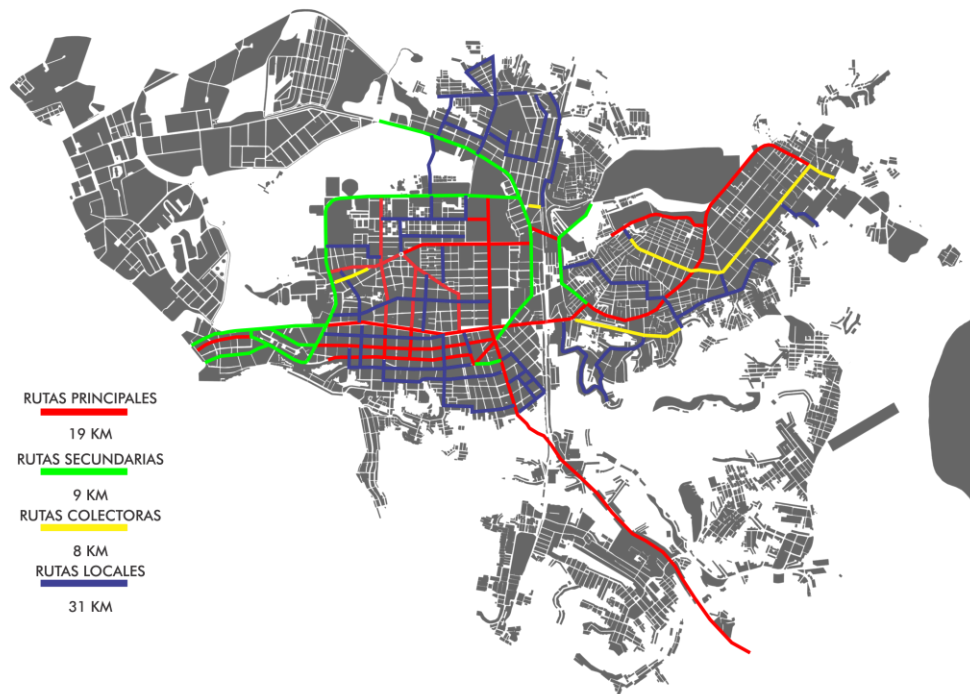 RUTAS PRINCIPALES
19 KM
RUTAS SECUNDARIAS
9 KM
RUTAS COLECTORAS
8 KM
RUTAS LOCALES
31 KM